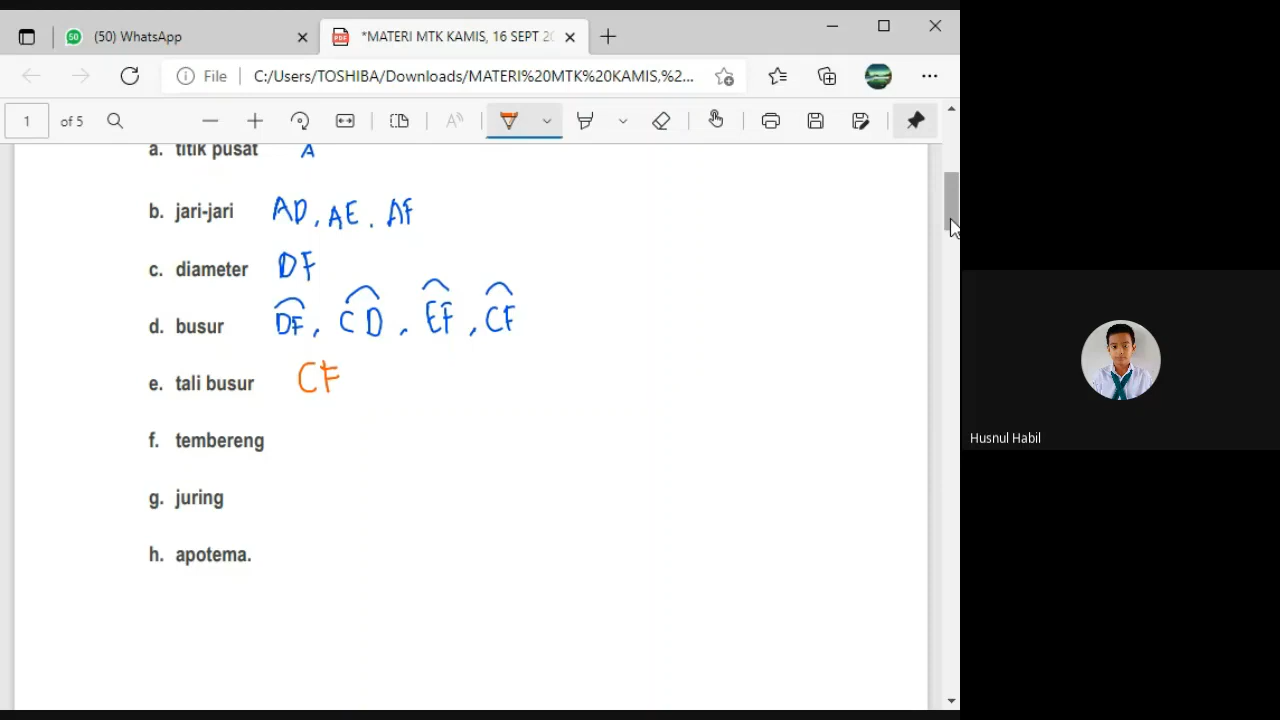 (50) WhatsApp
*MATERI MTK KAMIS, 16 SEPT 20
File C:/Users/TOSHIBA/Downloads/MATERI%20MTK%20KAMIS,%2...
1 of 5
a. titik pusat A
b. jari-jari AD, AE. AF
c. diameter DF
d. busur DF, CD, EF, CF
e. tali busur CF
f. tembereng
g. juring
h. apotema.
Husnul Habil